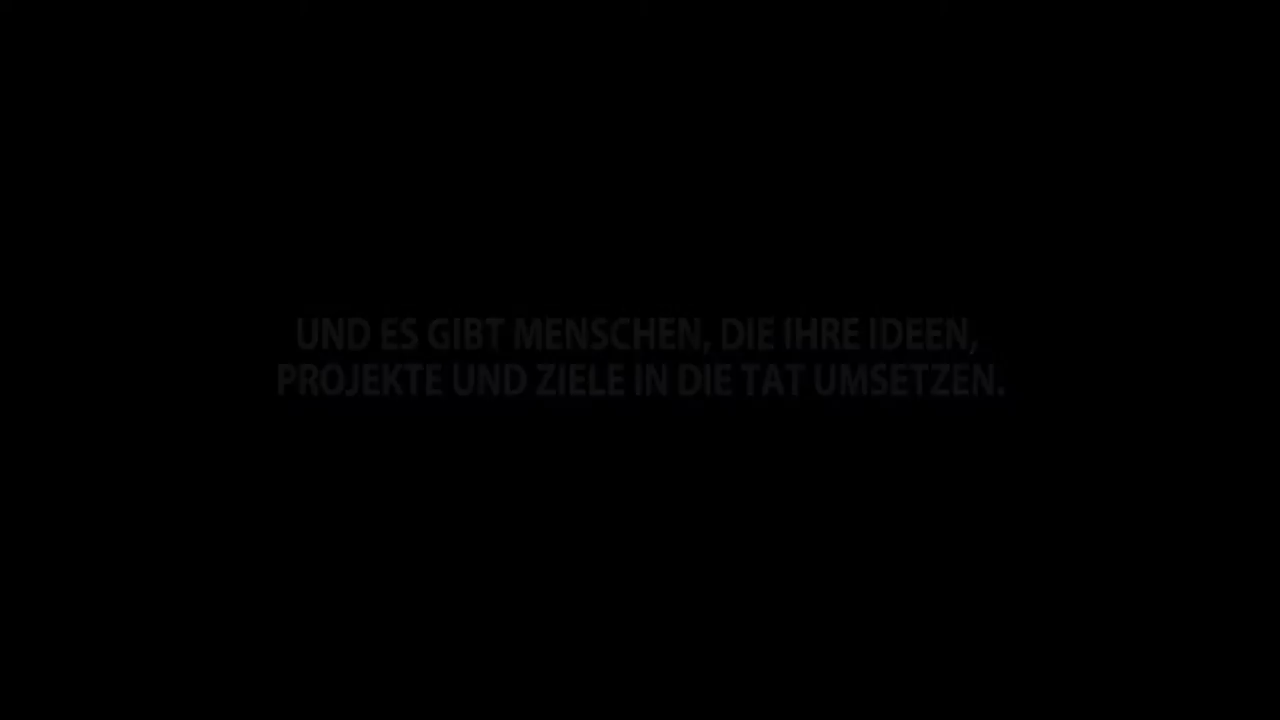 UND ES GIBT MENSCHEN, DIE IHRE IDEEN,
PROJEKTE UND ZIELE IN DIE TAT UMSETZEN.